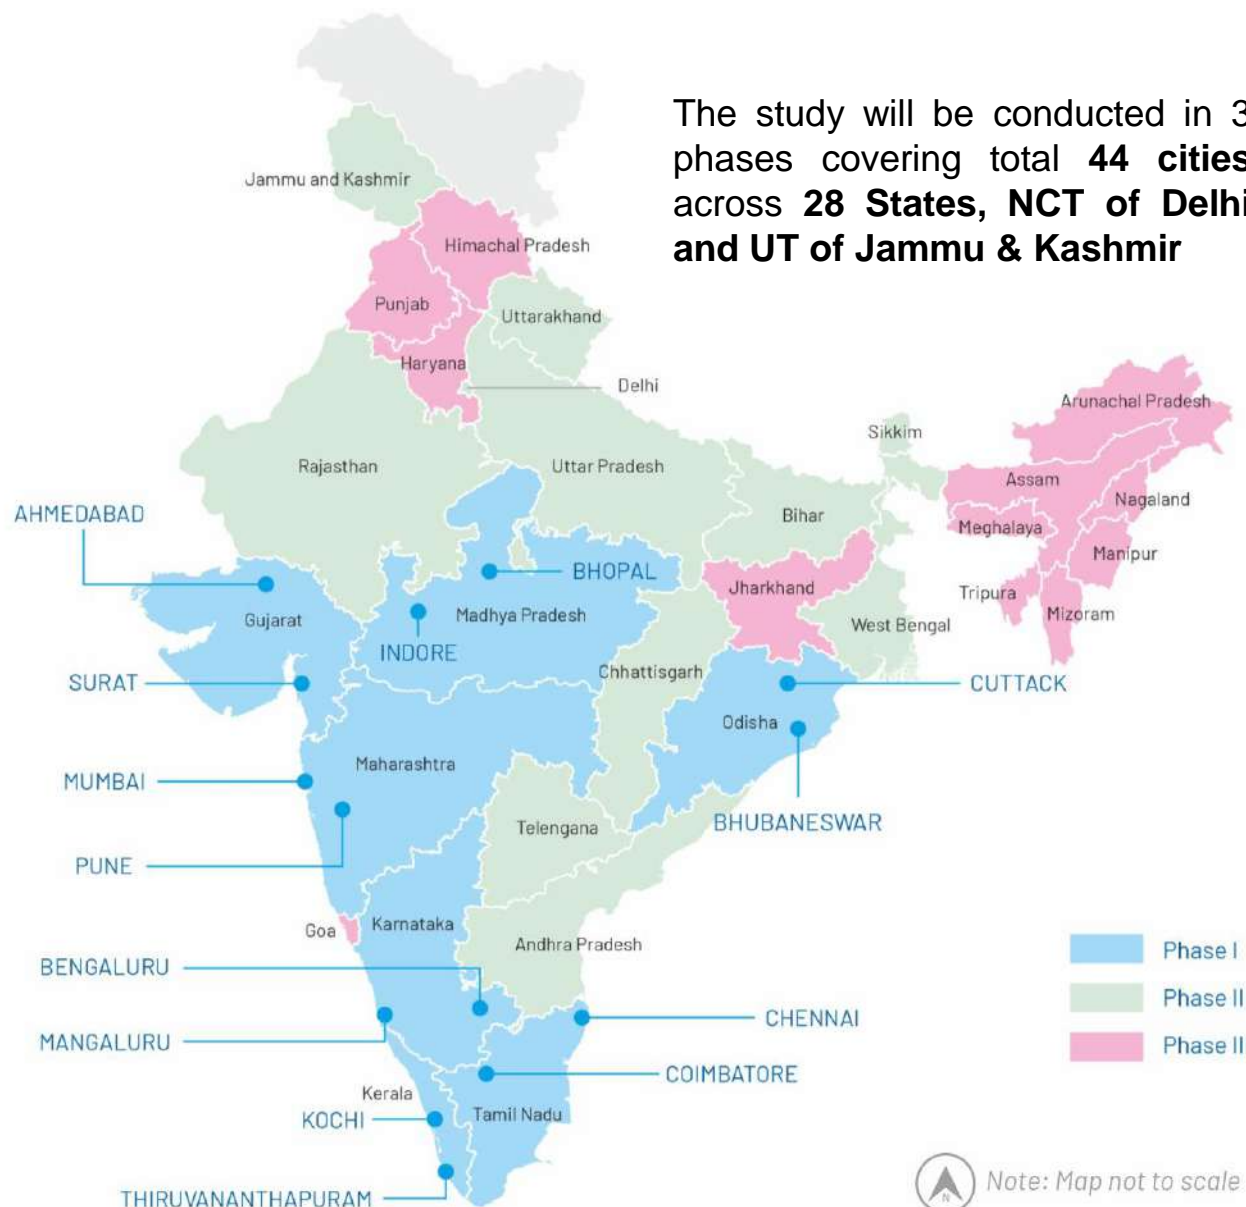 The study will be conducted in 3
phases covering total 44 cities
across 28 States, NCT of Delhi
and UT of Jammu & Kashmir
Jammu and Kashmir
Himachal Pradesh
Punjab
Uttarakhand
Haryana
Delhi
Arunachal Pradesh
Sikkim
Rajasthan
Uttar Pradesh
Assam
Nagaland
AHMEDABAD
Bihar
Meghalaya
Manipur
BHOPAL
Jharkhand
Tripura
Mizoram
Gujarat
Madhya Pradesh
West Bengal
INDORE
Chhattisgarh
SURAT
CUTTACK
Odisha
Maharashtra
MUMBAI
BHUBANESWAR
Telengana
PUNE
Goa
Karnataka
Andhra Pradesh
Phase I
BENGALURU
Phase II
CHENNAI
MANGALURU
Phase II
COIMBATORE
Kerala
Tamil Nadu
KOCHI
N
Note: Map not to scale
THIRUVANANTHAPURAM